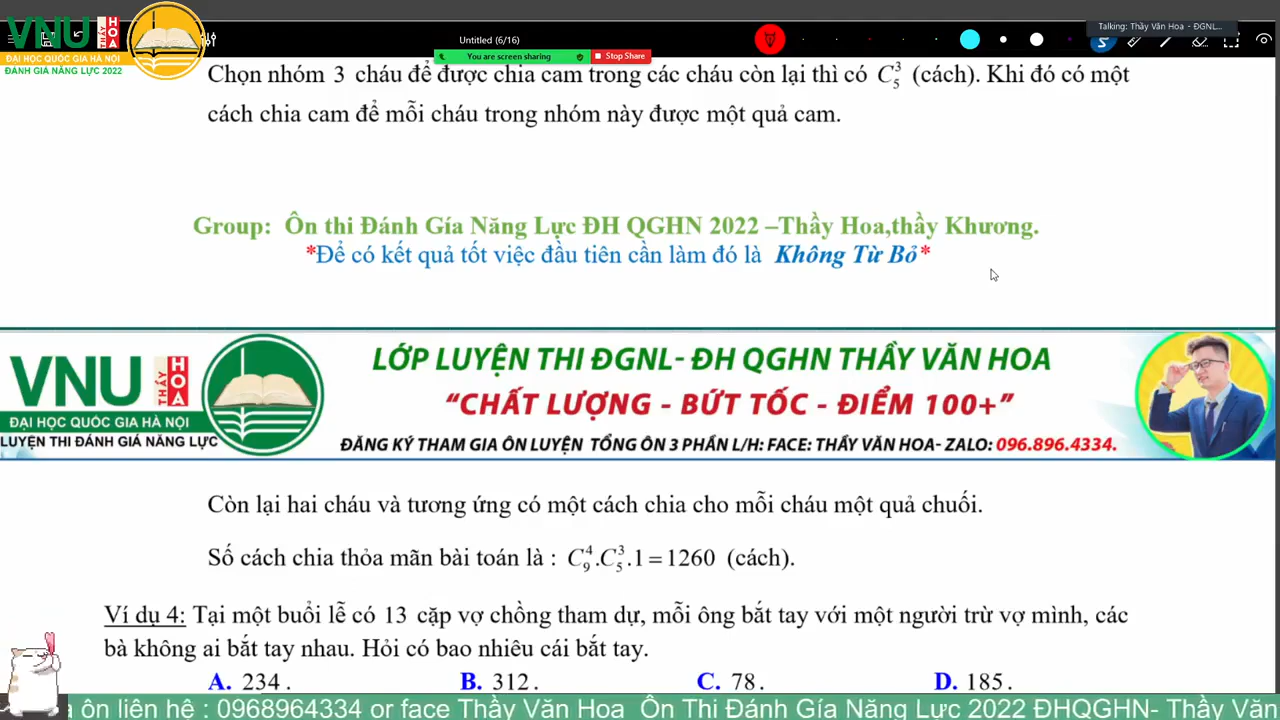 Talking: Thầy Văn Hoa - ĐGNL...
VNU THẦY HOA
ĐẠI HỌC QUỐC GIA HÀ NỘI
ĐÁNH GIÁ NĂNG LỰC 2022
Untitled (6/16)
You are screen sharing
Stop Share
Chọn nhóm 3 cháu để được chia cam trong các cháu còn lại thì có C₅³ (cách). Khi đó có một
cách chia cam để mỗi cháu trong nhóm này được một quả cam.
Group: Ôn thi Đánh Gía Năng Lực ĐH QGHN 2022 –Thầy Hoa,thầy Khương.
*Để có kết quả tốt việc đầu tiên cần làm đó là Không Từ Bỏ*
VNU THẦY HOA
ĐẠI HỌC QUỐC GIA HÀ NỘI
LUYỆN THI ĐÁNH GIÁ NĂNG LỰC
LỚP LUYỆN THI ĐGNL- ĐH QGHN THẦY VĂN HOA
“CHẤT LƯỢNG - BỨT TỐC - ĐIỂM 100+”
ĐĂNG KÝ THAM GIA ÔN LUYỆN TỔNG ÔN 3 PHẦN L/H: FACE: THẦY VĂN HOA- ZALO: 096.896.4334.
Còn lại hai cháu và tương ứng có một cách chia cho mỗi cháu một quả chuối.
Số cách chia thỏa mãn bài toán là : C₉⁴.C₅³.1 = 1260 (cách).
Ví dụ 4: Tại một buổi lễ có 13 cặp vợ chồng tham dự, mỗi ông bắt tay với một người trừ vợ mình, các
bà không ai bắt tay nhau. Hỏi có bao nhiêu cái bắt tay.
A. 234 . B. 312 . C. 78 . D. 185 .
a ôn liên hệ : 0968964334 or face Thầy Văn Hoa Ôn Thi Đánh Gía Năng Lực 2022 ĐHQGHN- Thầy Văn